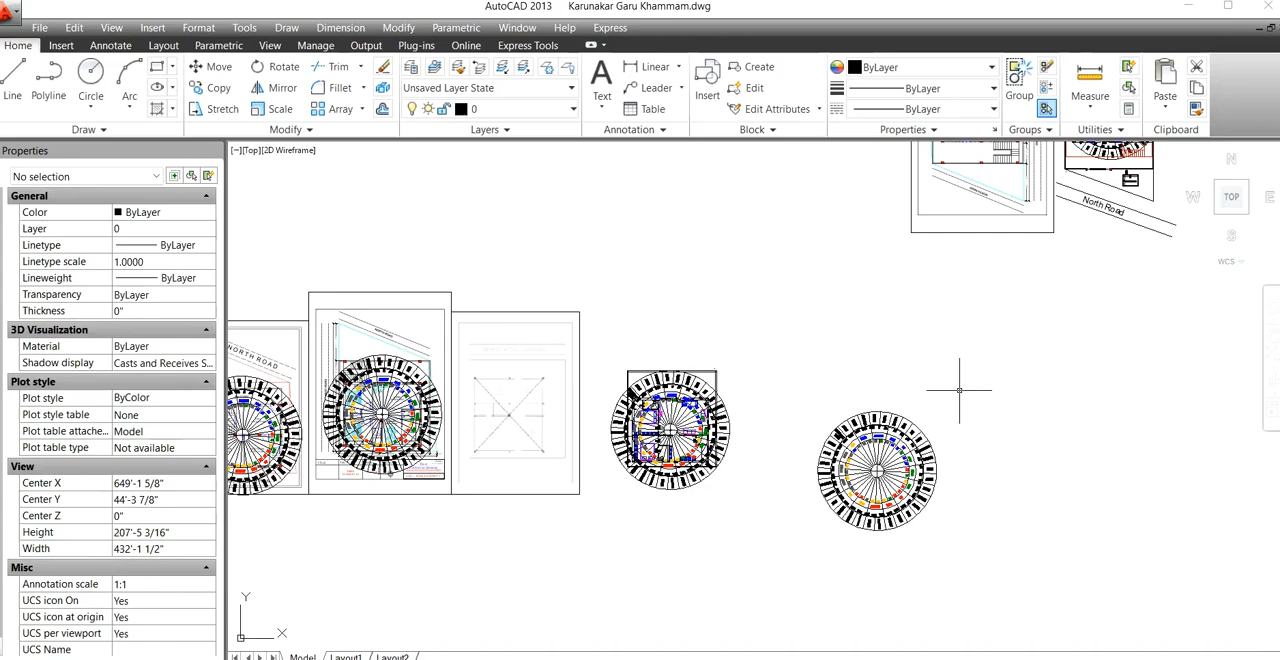 AutoCAD 2013 Karunakar Garu Khammam.dwg
File Edit View Insert Format Tools Draw Dimension Modify Parametric Window Help Express
Home Insert Annotate Layout Parametric View Manage Output Plug-ins Online Express Tools
Line Polyline Circle Arc
Move Rotate Trim
Copy Mirror Fillet
Stretch Scale Array
Unsaved Layer State
0
Text
Linear
Leader
Table
Insert
Create
Edit
Edit Attributes
ByLayer
ByLayer
ByLayer
Group
Measure
Paste
Draw Modify Layers Annotation Block Properties Groups Utilities Clipboard
Properties
No selection
General
Color ByLayer
Layer 0
Linetype ByLayer
Linetype scale 1.0000
Lineweight ByLayer
Transparency ByLayer
Thickness 0"
3D Visualization
Material ByLayer
Shadow display Casts and Receives S...
Plot style
Plot style ByColor
Plot style table None
Plot table attache... Model
Plot table type Not available
View
Center X 649'-1 5/8"
Center Y 44'-3 7/8"
Center Z 0"
Height 207'-5 3/16"
Width 432'-1 1/2"
Misc
Annotation scale 1:1
UCS icon On Yes
UCS icon at origin Yes
UCS per viewport Yes
UCS Name
[−][Top][2D Wireframe]
North Road
N
W TOP E
S
WCS
NORTH ROAD
Y
X
Model Layout1 Layout2